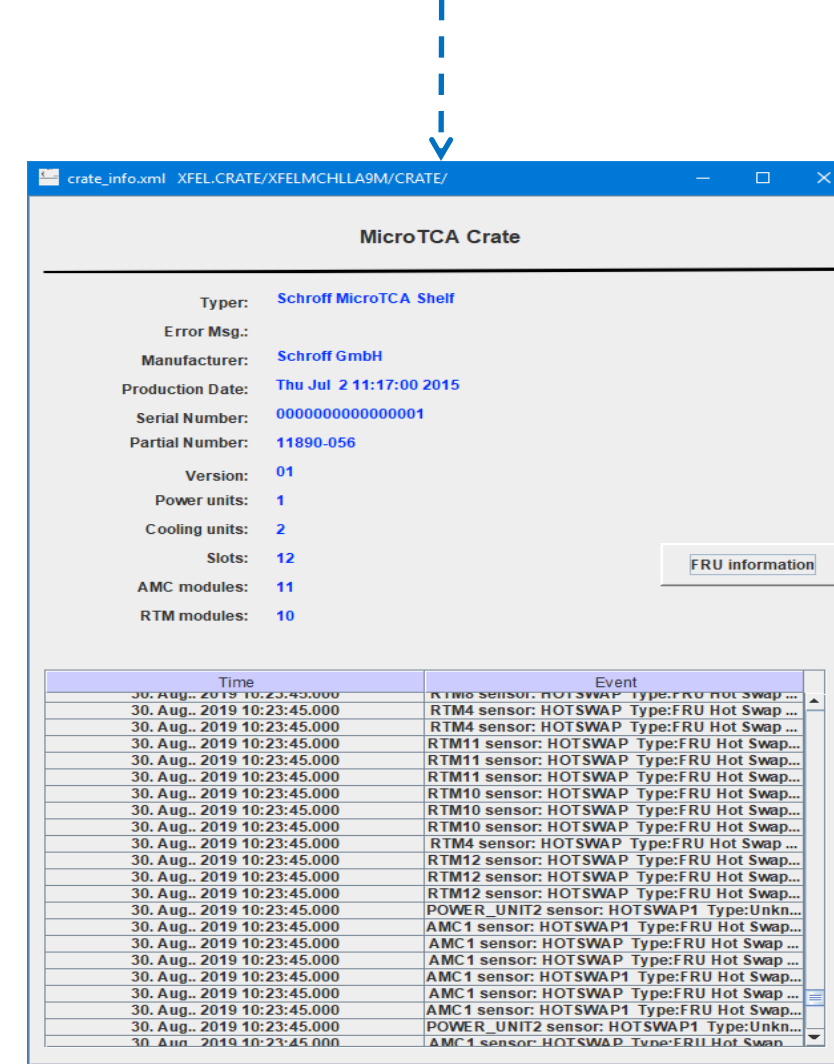 crate_info.xml XFEL.CRATE/XFELMCHLLA9M/CRATE/
MicroTCA Crate
Typer: Schroff MicroTCA Shelf
Error Msg.:
Manufacturer: Schroff GmbH
Production Date: Thu Jul 2 11:17:00 2015
Serial Number: 0000000000000001
Partial Number: 11890-056
Version: 01
Power units: 1
Cooling units: 2
Slots: 12
FRU information
AMC modules: 11
RTM modules: 10
Time Event
30. Aug.. 2019 10:23:45.000 sensor: HOTSWAP Type:FRU Hot Swap ...
30. Aug.. 2019 10:23:45.000 RTM4 sensor: HOTSWAP Type:FRU Hot Swap ...
30. Aug.. 2019 10:23:45.000 RTM4 sensor: HOTSWAP Type:FRU Hot Swap ...
30. Aug.. 2019 10:23:45.000 RTM11 sensor: HOTSWAP Type:FRU Hot Swap...
30. Aug.. 2019 10:23:45.000 RTM11 sensor: HOTSWAP Type:FRU Hot Swap...
30. Aug.. 2019 10:23:45.000 RTM11 sensor: HOTSWAP Type:FRU Hot Swap...
30. Aug.. 2019 10:23:45.000 RTM10 sensor: HOTSWAP Type:FRU Hot Swap...
30. Aug.. 2019 10:23:45.000 RTM10 sensor: HOTSWAP Type:FRU Hot Swap...
30. Aug.. 2019 10:23:45.000 RTM10 sensor: HOTSWAP Type:FRU Hot Swap...
30. Aug.. 2019 10:23:45.000 RTM4 sensor: HOTSWAP Type:FRU Hot Swap ...
30. Aug.. 2019 10:23:45.000 RTM12 sensor: HOTSWAP Type:FRU Hot Swap...
30. Aug.. 2019 10:23:45.000 RTM12 sensor: HOTSWAP Type:FRU Hot Swap...
30. Aug.. 2019 10:23:45.000 RTM12 sensor: HOTSWAP Type:FRU Hot Swap...
30. Aug.. 2019 10:23:45.000 POWER_UNIT2 sensor: HOTSWAP1 Type:Unkn...
30. Aug.. 2019 10:23:45.000 AMC1 sensor: HOTSWAP1 Type:FRU Hot Swap...
30. Aug.. 2019 10:23:45.000 AMC1 sensor: HOTSWAP Type:FRU Hot Swap ...
30. Aug.. 2019 10:23:45.000 AMC1 sensor: HOTSWAP Type:FRU Hot Swap ...
30. Aug.. 2019 10:23:45.000 AMC1 sensor: HOTSWAP1 Type:FRU Hot Swap...
30. Aug.. 2019 10:23:45.000 AMC1 sensor: HOTSWAP Type:FRU Hot Swap ...
30. Aug.. 2019 10:23:45.000 AMC1 sensor: HOTSWAP1 Type:FRU Hot Swap...
30. Aug.. 2019 10:23:45.000 POWER_UNIT2 sensor: HOTSWAP1 Type:Unkn...
30. Aug.. 2019 10:23:45.000 AMC1 sensor: HOTSWAP Type:FRU Hot Swap